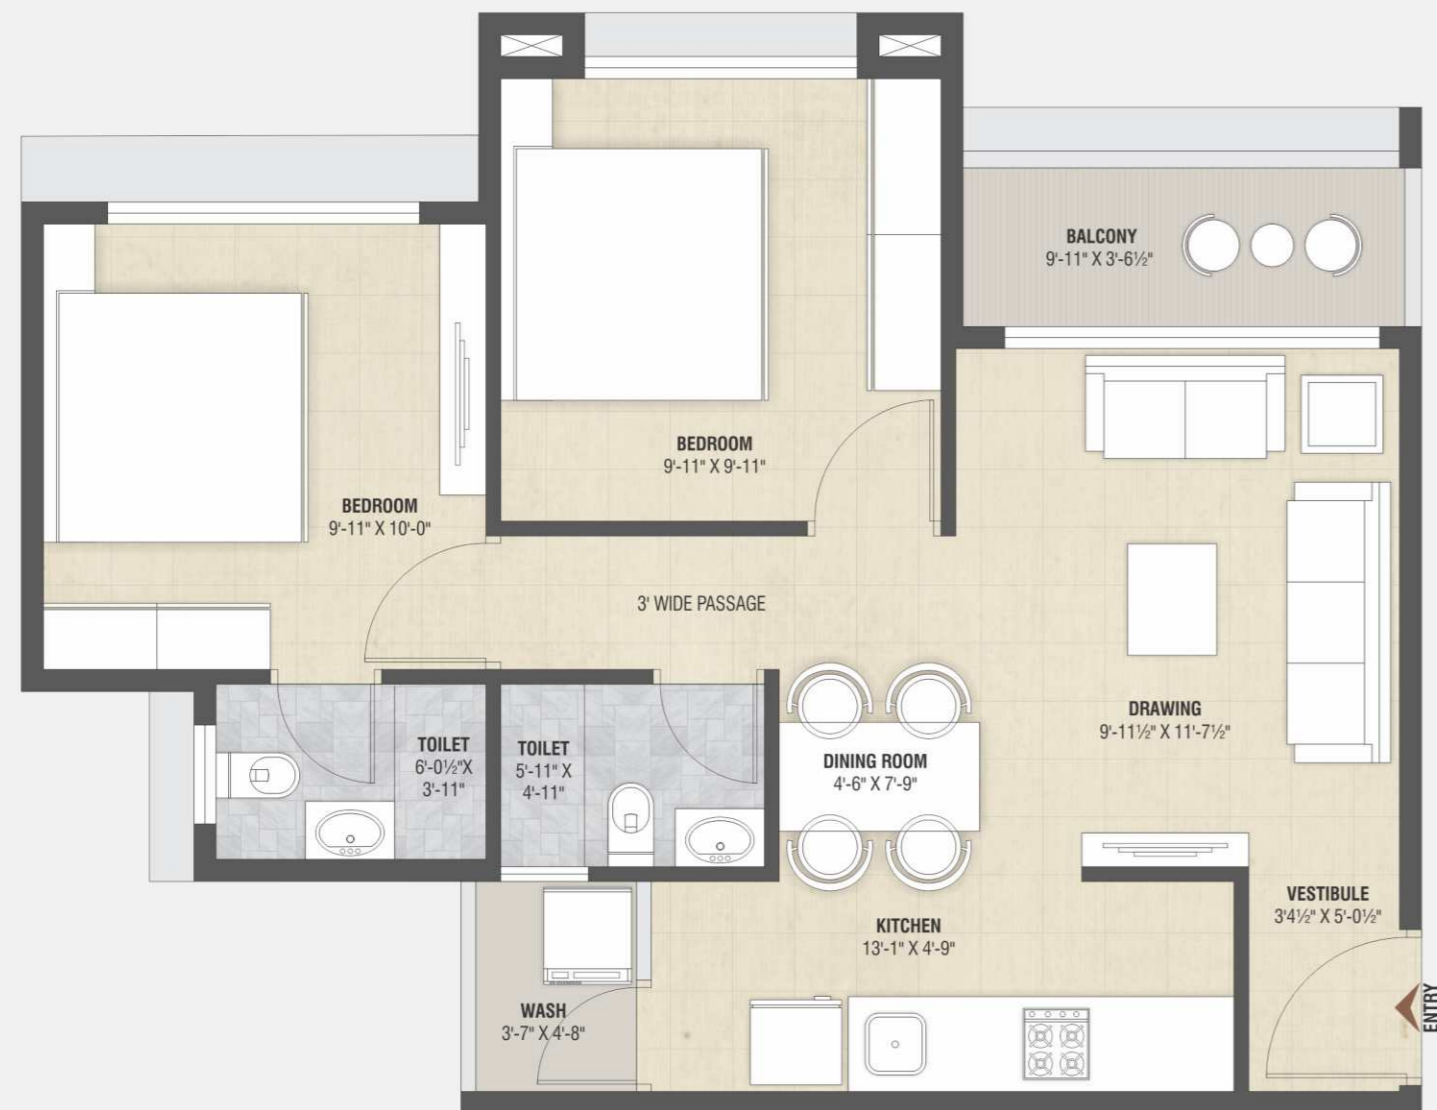 BALCONY
9'-11" X 3'-6½"
BEDROOM
9'-11" X 9'-11"
BEDROOM
9'-11" X 10'-0"
3' WIDE PASSAGE
DRAWING
9'-11½" X 11'-7½"
TOILET
6'-0½"X
3'-11"
TOILET
5'-11" X
4'-11"
DINING ROOM
4'-6" X 7'-9"
VESTIBULE
3'4½" X 5'-0½"
KITCHEN
13'-1" X 4'-9"
WASH
3'-7" X 4'-8"
ENTRY